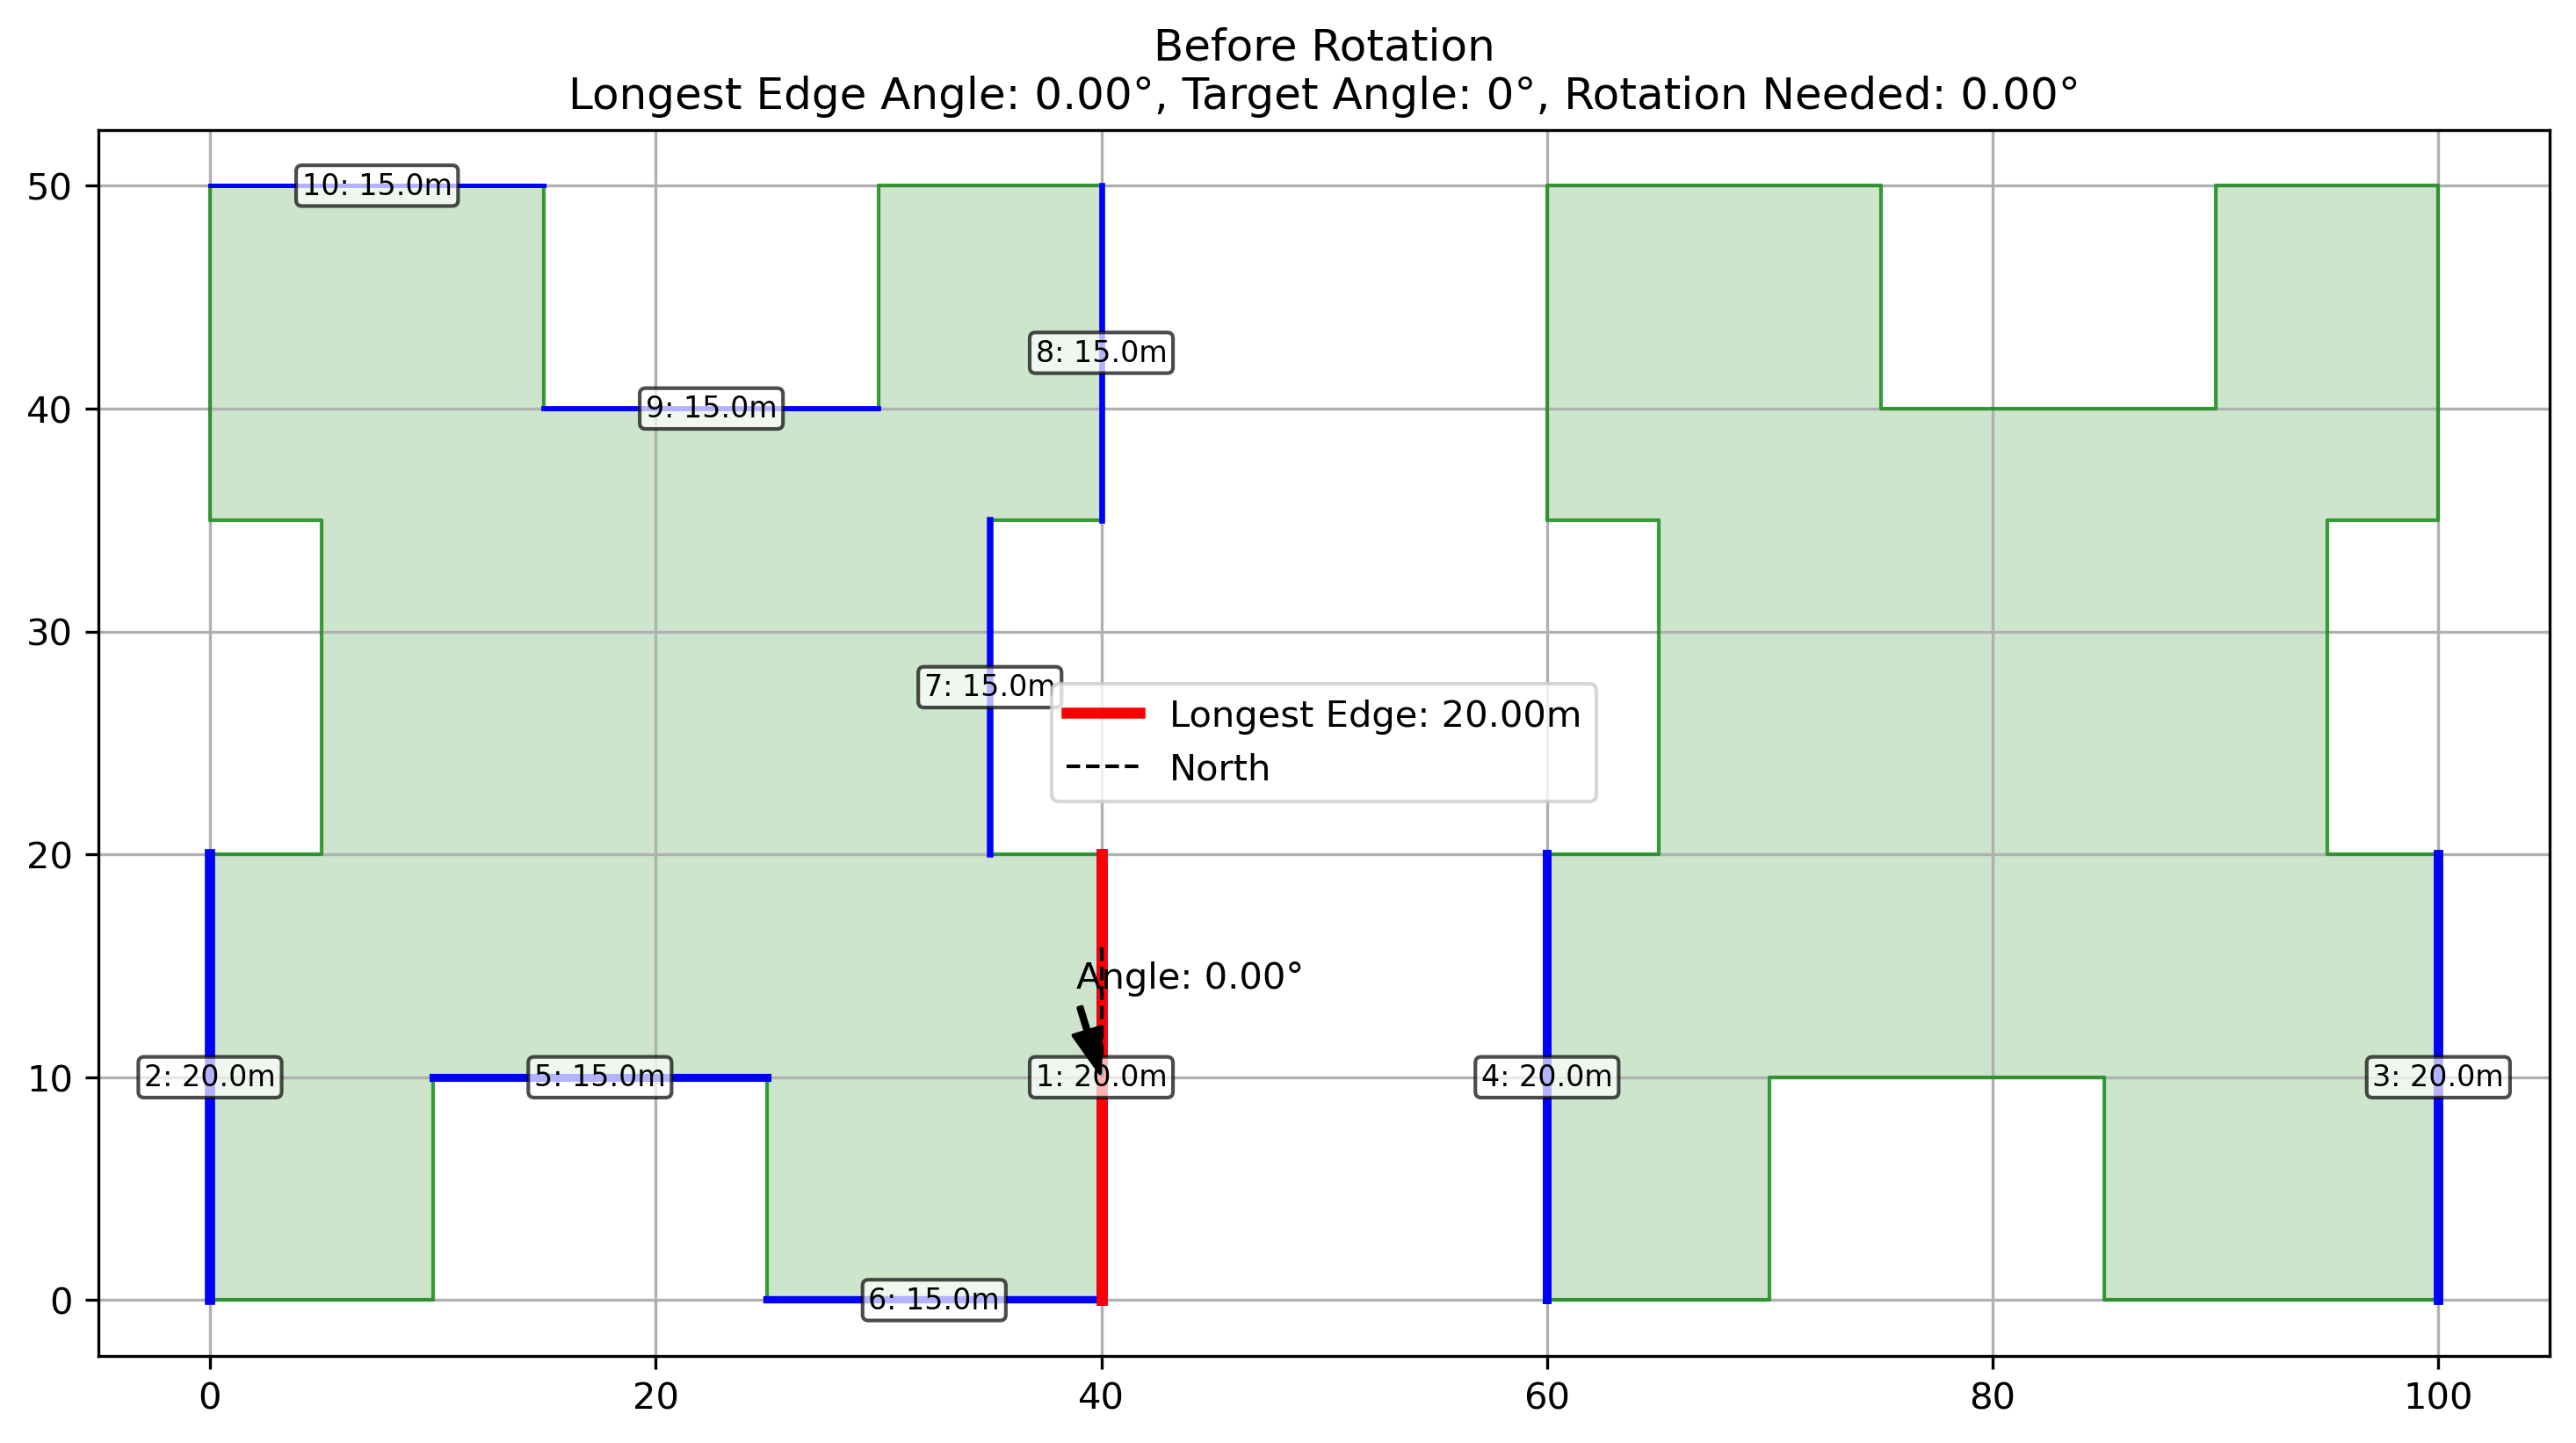 Before Rotation
Longest Edge Angle: 0.00°, Target Angle: 0°, Rotation Needed: 0.00°
50
10: 15.0m
8: 15.0m
40
9: 15.0m
30
7: 15.0m
Longest Edge: 20.00m
North
20
Angle: 0.00°
10
2: 20.0m
5: 15.0m
1: 20.0m
4: 20.0m
3: 20.0m
0
6: 15.0m
0
20
40
60
80
100